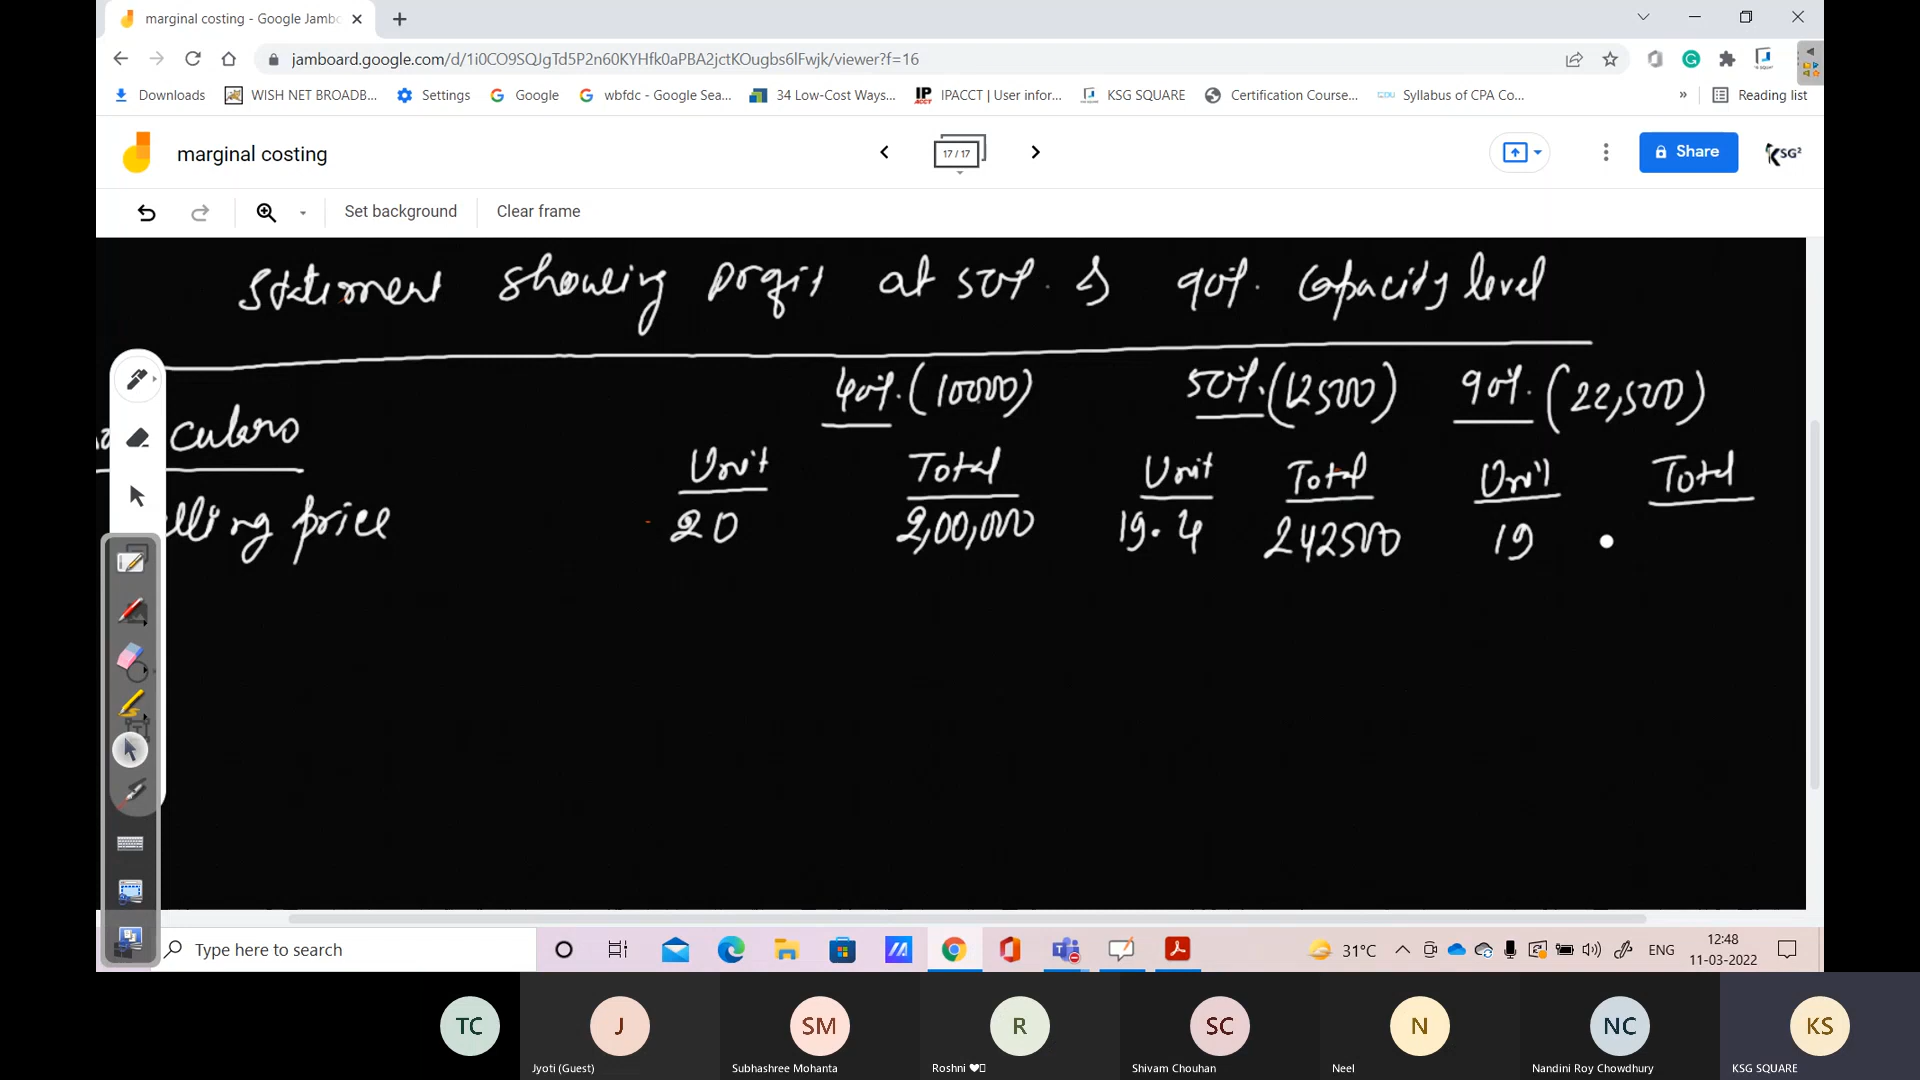 marginal costing - Google Jambo
jamboard.google.com/d/1i0CO9SQJgTd5P2n60KYHfk0aPBA2jctKOugbs6lFwjk/viewer?f=16
Downloads WISH NET BROADB... Settings Google wbfdc - Google Sea... 34 Low-Cost Ways... IPACCT | User infor... KSG SQUARE Certification Course... Syllabus of CPA Co... » Reading list
marginal costing
17 / 17
Share
KSG²
Set background Clear frame
Statement showing profit at 50%. & 90%. Capacity level
40%. (10000) 50%. (12500) 90%. (22,500)
culars
Unit Total Unit Total Unit Total
elling price 20 2,00,000 19.4 242500 19
Type here to search
31°C
ENG
12:48
11-03-2022
TC J SM R SC N NC KS
Jyoti (Guest) Subhashree Mohanta Roshni ❤ Shivam Chouhan Neel Nandini Roy Chowdhury KSG SQUARE